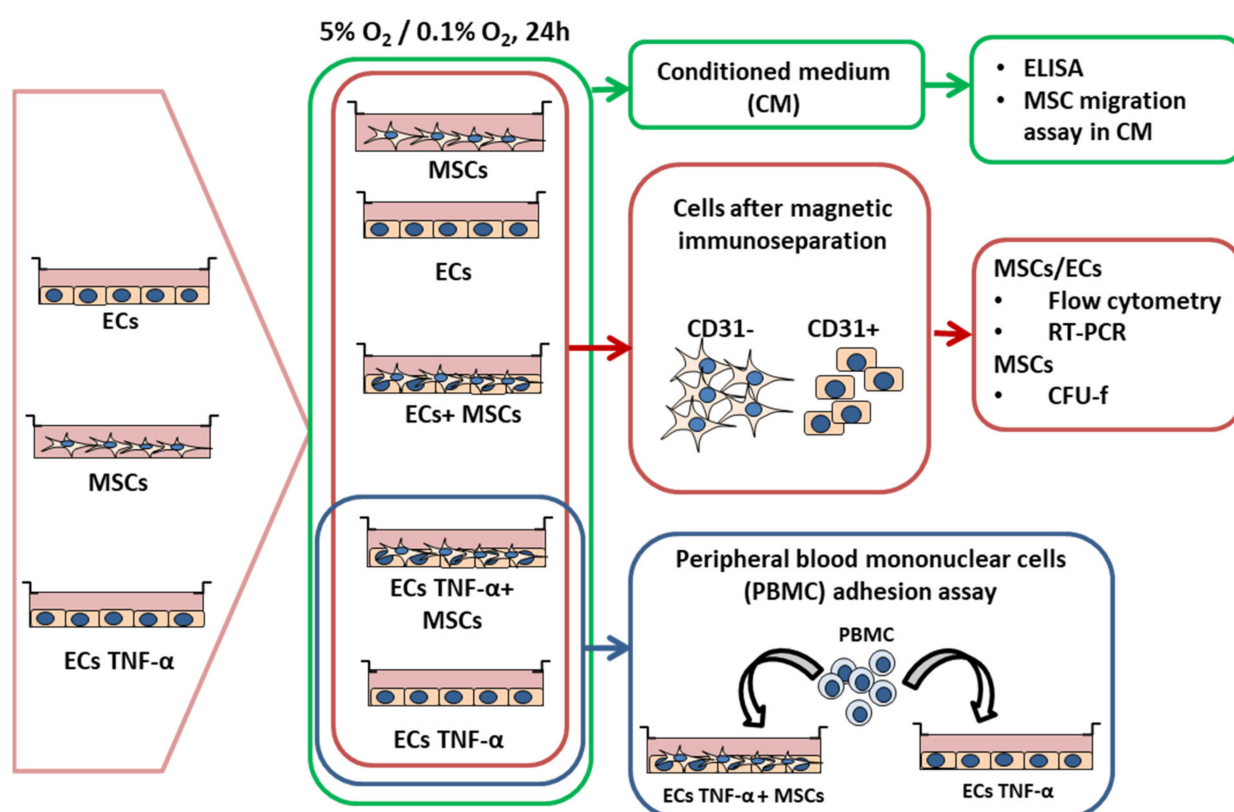 5% O₂ / 0.1% O₂, 24h
ECs
MSCs
ECs TNF-α
MSCs
ECs
ECs+ MSCs
ECs TNF-α+
MSCs
ECs TNF-α
Conditioned medium
(CM)
• ELISA
• MSC migration
assay in CM
Cells after magnetic
immunoseparation
CD31-
CD31+
MSCs/ECs
• Flow cytometry
• RT-PCR
MSCs
• CFU-f
Peripheral blood mononuclear cells
(PBMC) adhesion assay
PBMC
ECs TNF-α + MSCs
ECs TNF-α